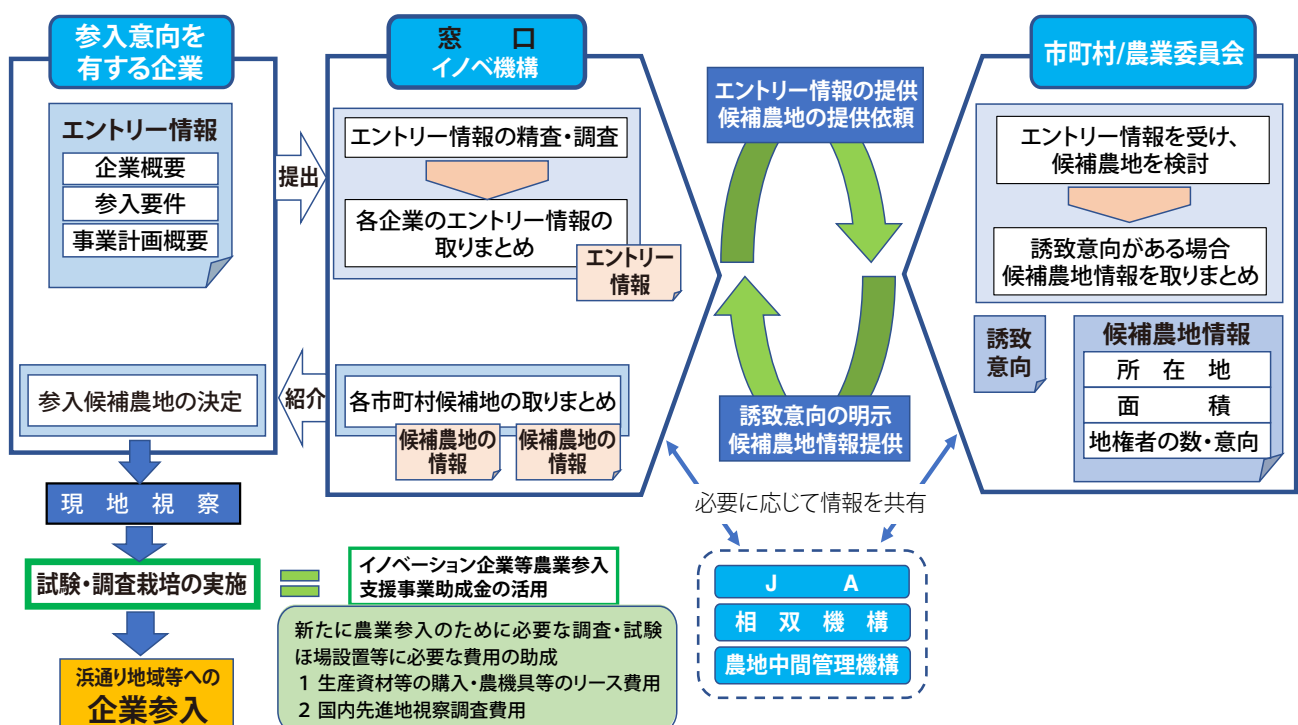 参入意向を
有する企業
エントリー情報
企業概要
参入要件
事業計画概要
提出
窓　口
イノベ機構
エントリー情報の精査・調査
各企業のエントリー情報の
取りまとめ
エントリー
情報
エントリー情報の提供
候補農地の提供依頼
市町村/農業委員会
エントリー情報を受け、
候補農地を検討
誘致意向がある場合
候補農地情報を取りまとめ
誘致
意向
候補農地情報
所　在　地
面　　　積
地権者の数・意向
誘致意向の明示
候補農地情報提供
各市町村候補地の取りまとめ
候補農地の
情報
候補農地の
情報
紹介
参入候補農地の決定
必要に応じて情報を共有
J　A
相　双　機　構
農地中間管理機構
現　地　視　察
試験・調査栽培の実施
イノベーション企業等農業参入
支援事業助成金の活用
新たに農業参入のために必要な調査・試験
ほ場設置等に必要な費用の助成
1 生産資材等の購入・農機具等のリース費用
2 国内先進地視察調査費用
浜通り地域等への
企業参入